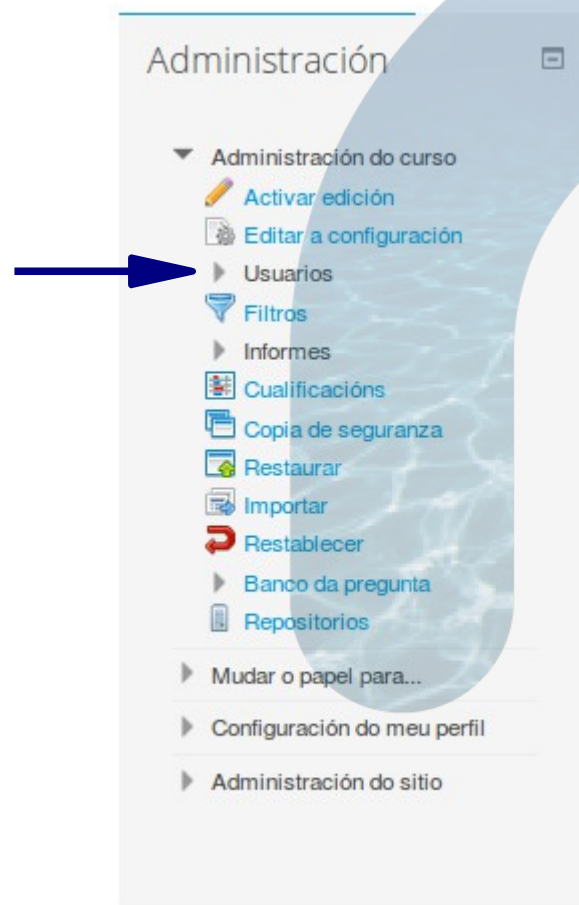 Administración
Administración do curso
Activar edición
Editar a configuración
Usuarios
Filtros
Informes
Cualificacións
Copia de seguranza
Restaurar
Importar
Restablecer
Banco da pregunta
Repositorios
Mudar o papel para...
Configuración do meu perfil
Administración do sitio